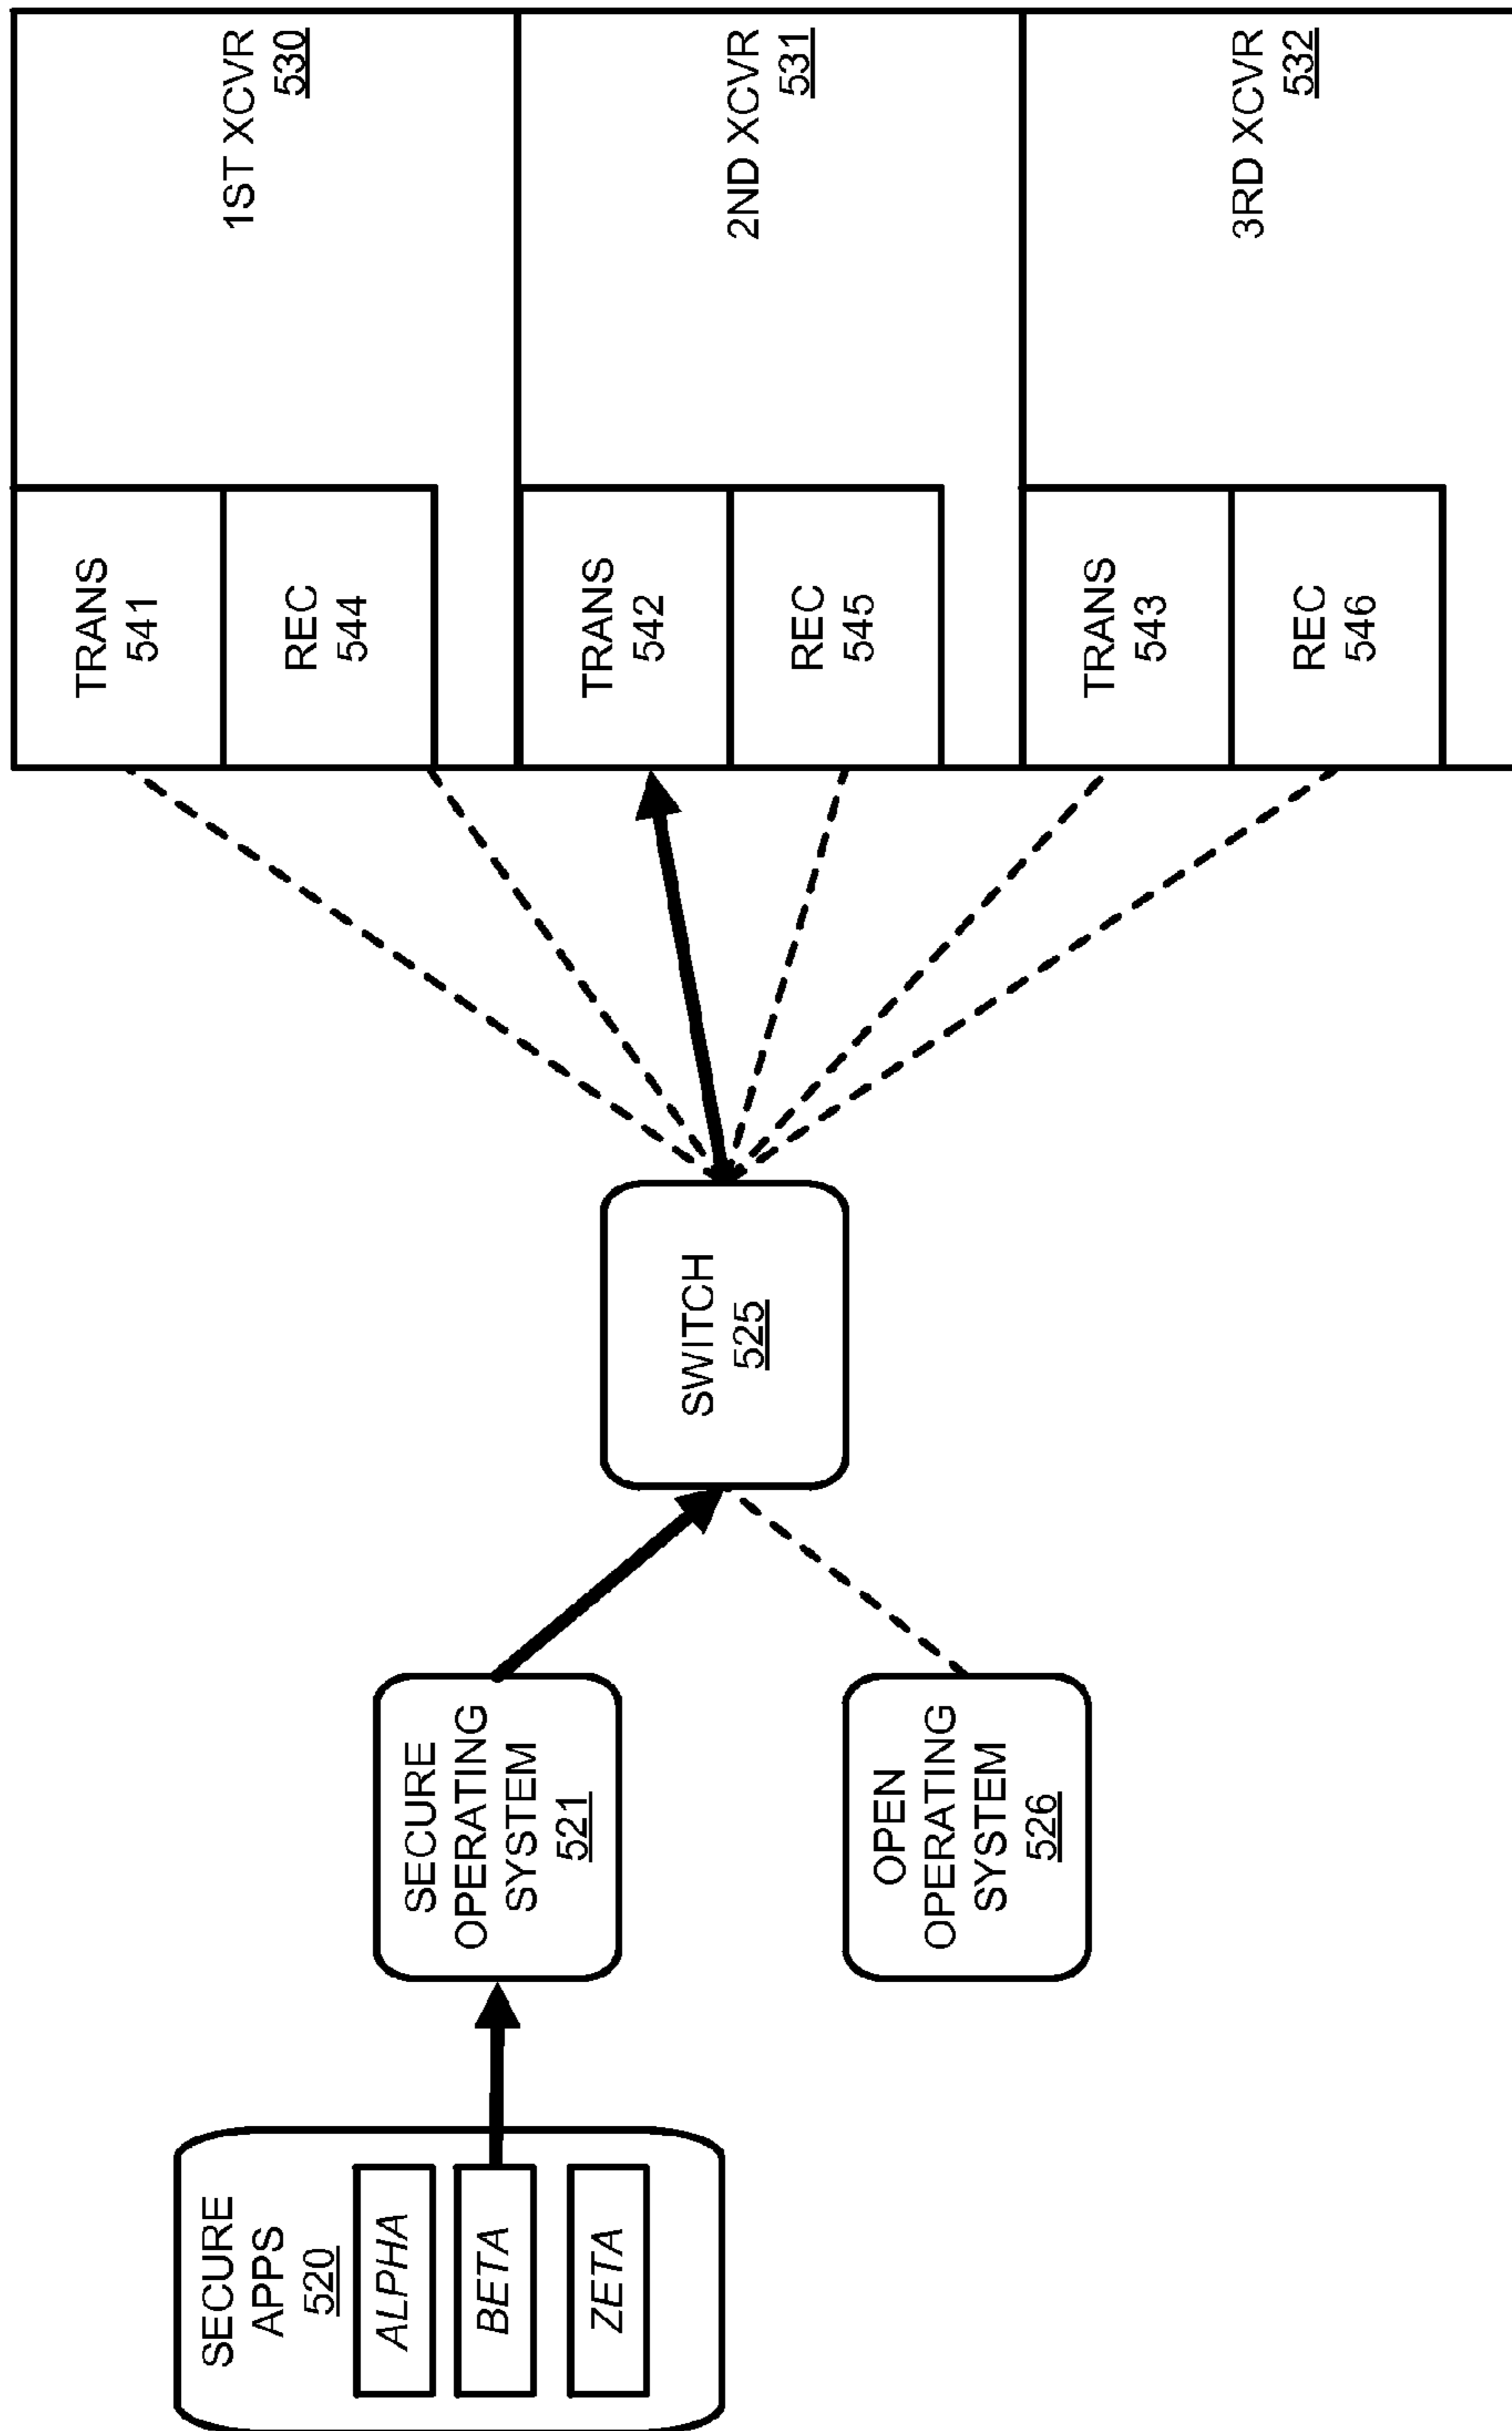 SECURE
APPS
520
ALPHA
BETA
ZETA
SECURE
OPERATING
SYSTEM
521
OPEN
OPERATING
SYSTEM
526
SWITCH
525
TRANS
541
REC
544
1ST XCVR
530
TRANS
542
REC
545
2ND XCVR
531
TRANS
543
REC
546
3RD XCVR
532